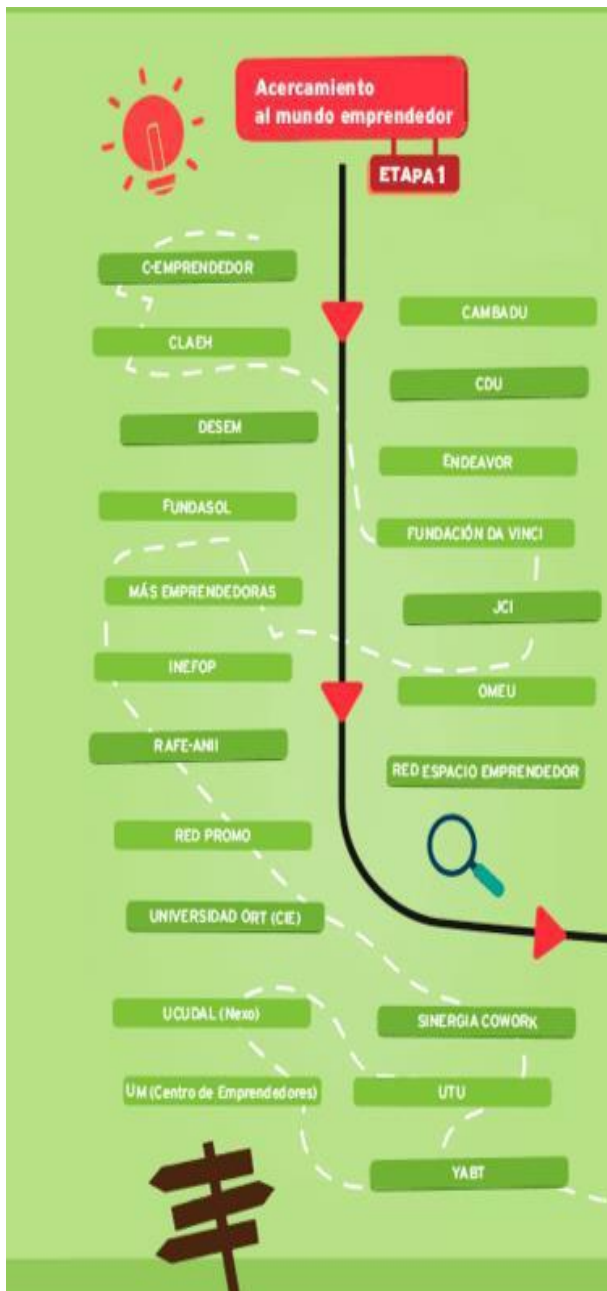 Acercamiento
al mundo emprendedor
ETAPA 1
C-EMPRENDEDOR
CLAEH
DESEM
FUNDASOL
MÁS EMPRENDEDORAS
INEFOP
RAFE-ANII
RED PROMO
UNIVERSIDAD ORT (CIE)
UCUDAL (Nexo)
UM (Centro de Emprendedores)
CAMBADU
CDU
ENDEAVOR
FUNDACIÓN DA VINCI
JCI
OMEU
RED ESPACIO EMPRENDEDOR
SINERGIA COWORK
UTU
YABT